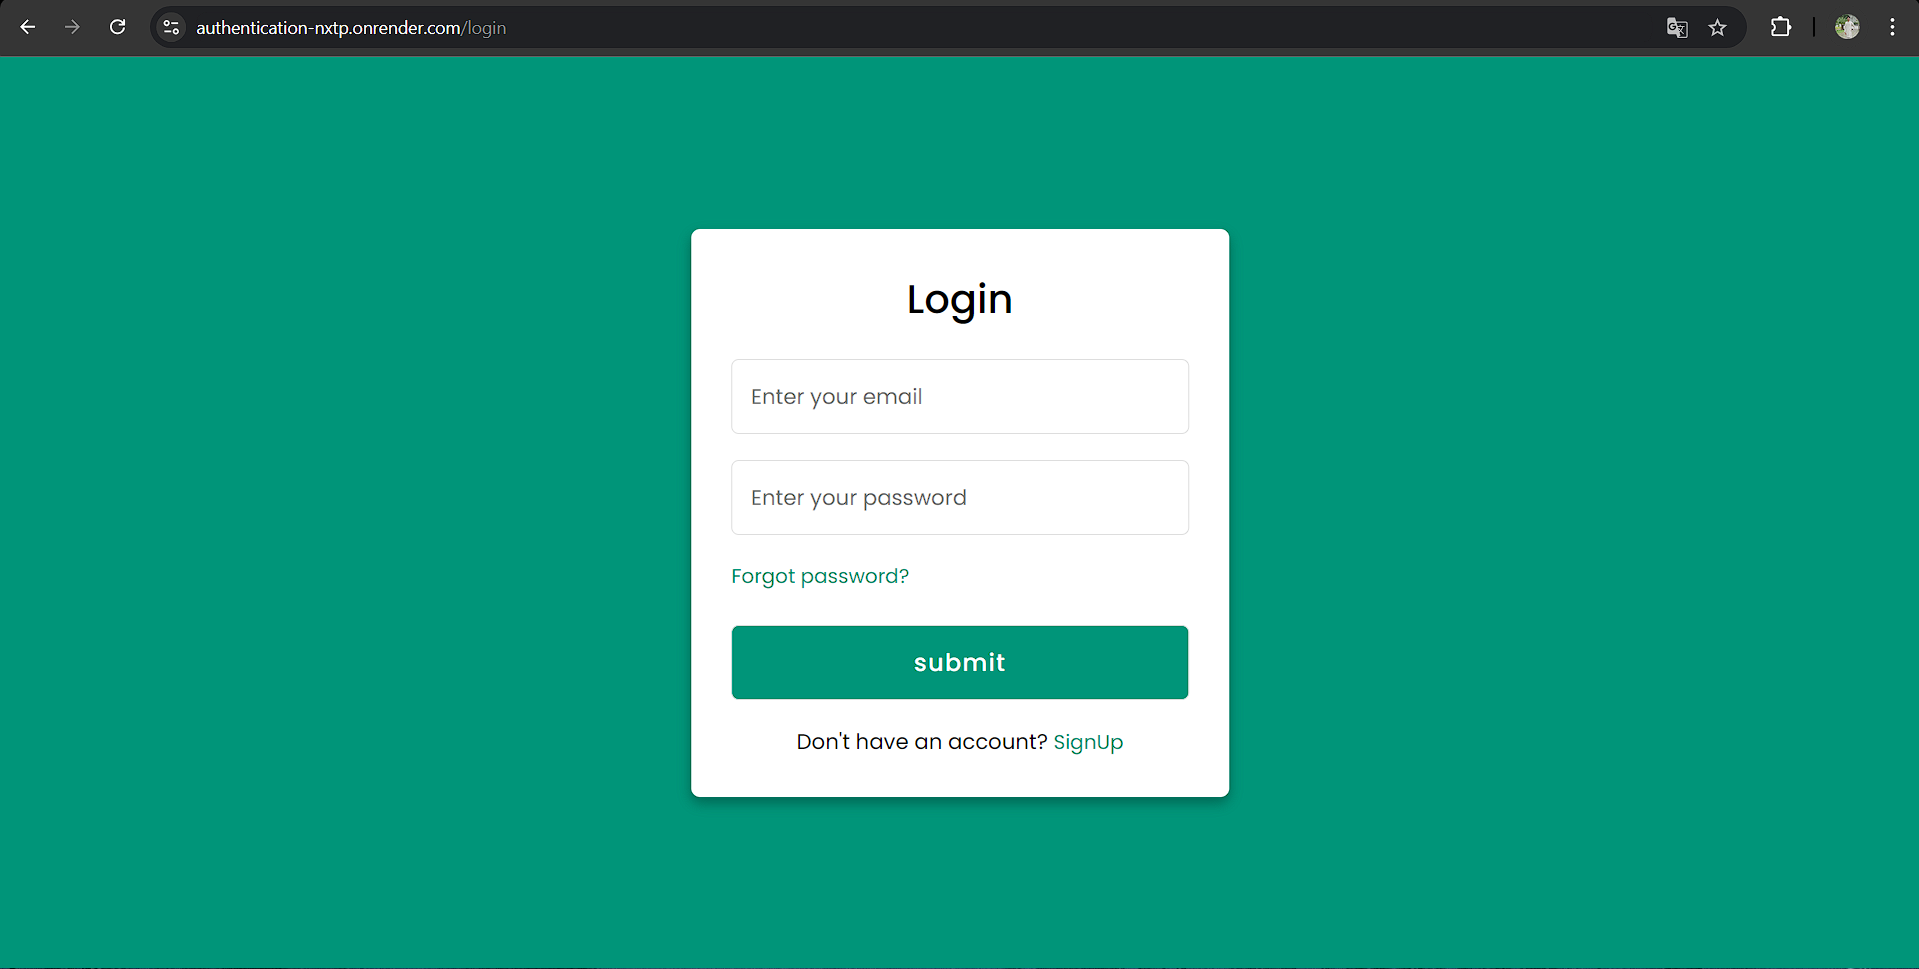 authentication-nxtp.onrender.com/login
Login
Enter your email
Enter your password
Forgot password?
submit
Don't have an account? SignUp